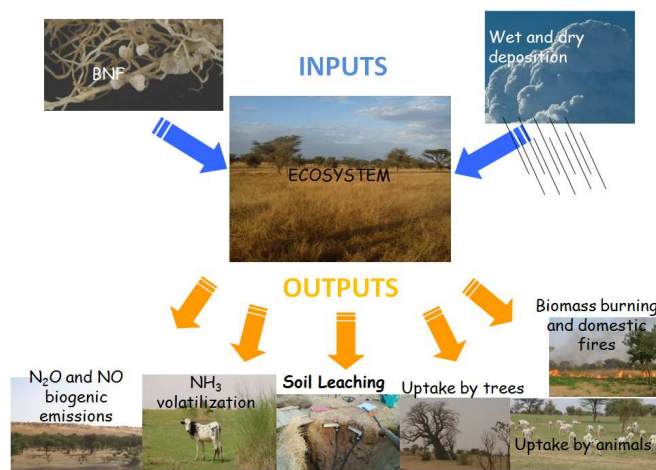 BNF
INPUTS
Wet and dry
deposition
ECOSYSTEM
OUTPUTS
Biomass burning
and domestic
fires
N₂O and NO
biogenic
emissions
NH₃
volatilization
Soil Leaching
Uptake by trees
Uptake by animals